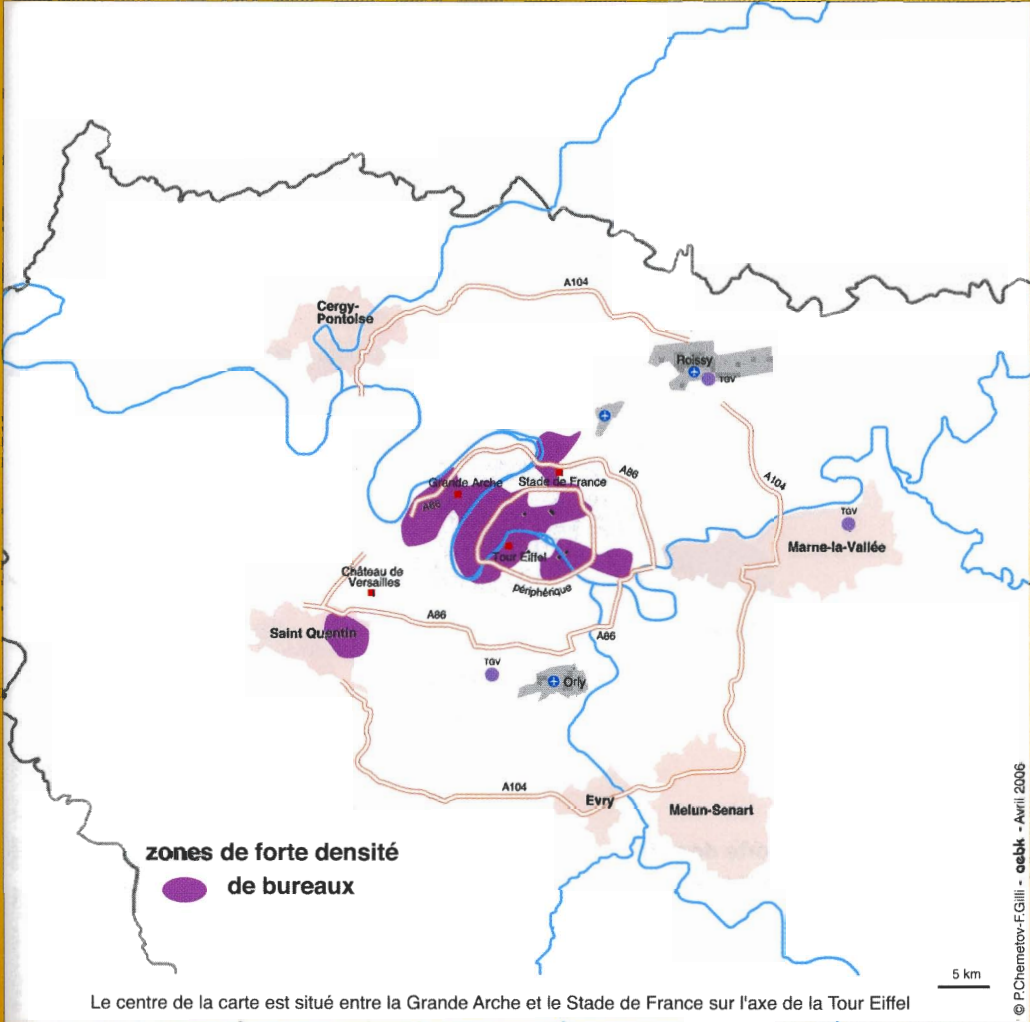 A104
Cergy-
Pontoise
Roissy
TGV
A104
Grande Arche
Stade de France
A86
A86
TGV
Marne-la-Vallée
Tour Eiffel
Château de
Versailles
périphérique
A86
Saint Quentin
A86
TGV
Orly
A104
Evry
Melun-Senart
zones de forte densité
de bureaux
5 km
Le centre de la carte est situé entre la Grande Arche et le Stade de France sur l'axe de la Tour Eiffel
© P.Chemetov-F.Gilli - oebk - Avril 2006